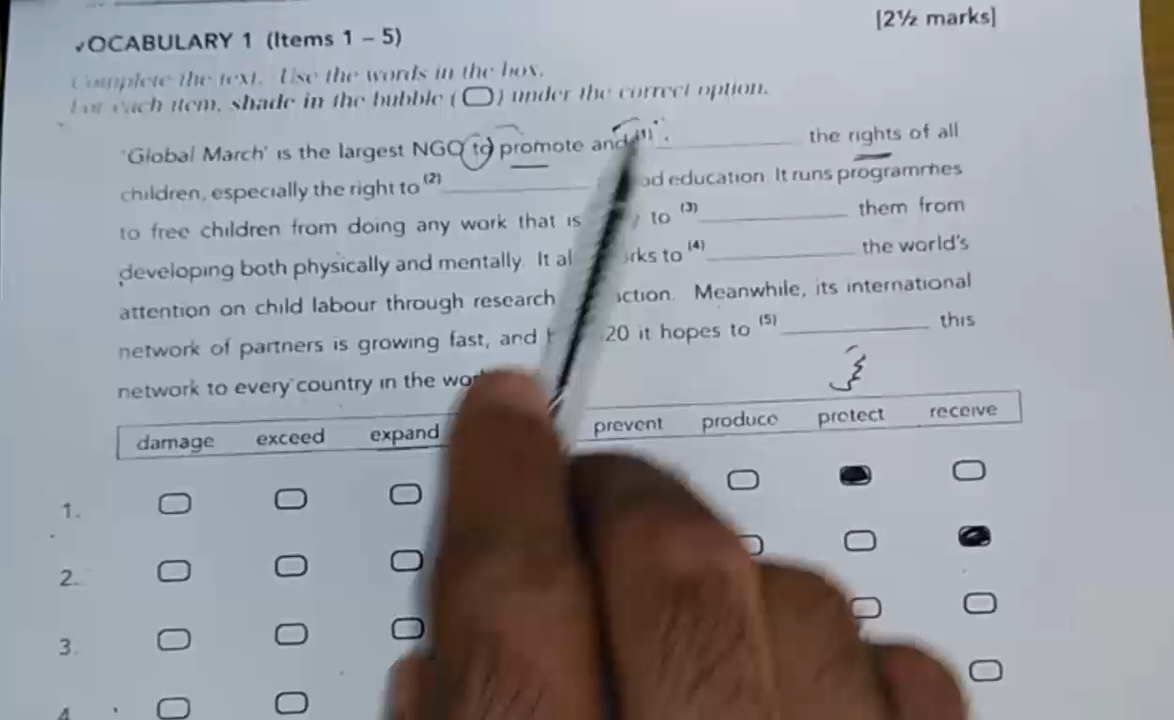 VOCABULARY 1 (Items 1 – 5)
[2½ marks]
Complete the text. Use the words in the box.
For each item, shade in the bubble ( ) under the correct option.
'Global March' is the largest NGO to promote and (1) __________ the rights of all
children, especially the right to (2) __________ education. It runs programmes
to free children from doing any work that is to (3) __________ them from
developing both physically and mentally. It works to (4) __________ the world's
attention on child labour through research action. Meanwhile, its international
network of partners is growing fast, and 20 it hopes to (5) __________ this
network to every country in the
damage exceed expand prevent produce protect receive
1.
2.
3.
4